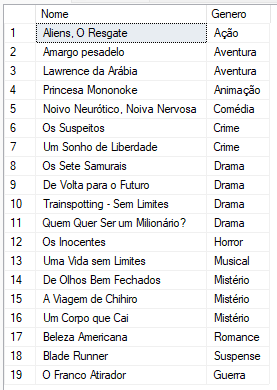 Nome Genero
1 Aliens, O Resgate Ação
2 Amargo pesadelo Aventura
3 Lawrence da Arábia Aventura
4 Princesa Mononoke Animação
5 Noivo Neurótico, Noiva Nervosa Comédia
6 Os Suspeitos Crime
7 Um Sonho de Liberdade Crime
8 Os Sete Samurais Drama
9 De Volta para o Futuro Drama
10 Trainspotting - Sem Limites Drama
11 Quem Quer Ser um Milionário? Drama
12 Os Inocentes Horror
13 Uma Vida sem Limites Musical
14 De Olhos Bem Fechados Mistério
15 A Viagem de Chihiro Mistério
16 Um Corpo que Cai Mistério
17 Beleza Americana Romance
18 Blade Runner Suspense
19 O Franco Atirador Guerra